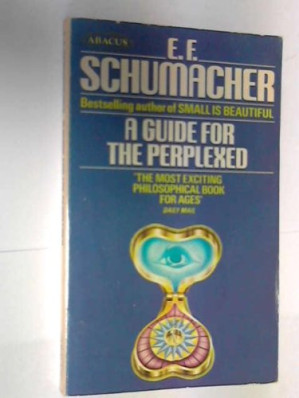 ABACUS
E.F.
SCHUMACHER
Bestselling author of SMALL IS BEAUTIFUL
A GUIDE FOR
THE PERPLEXED
'THE MOST EXCITING
PHILOSOPHICAL BOOK
FOR AGES'
DAILY MAIL